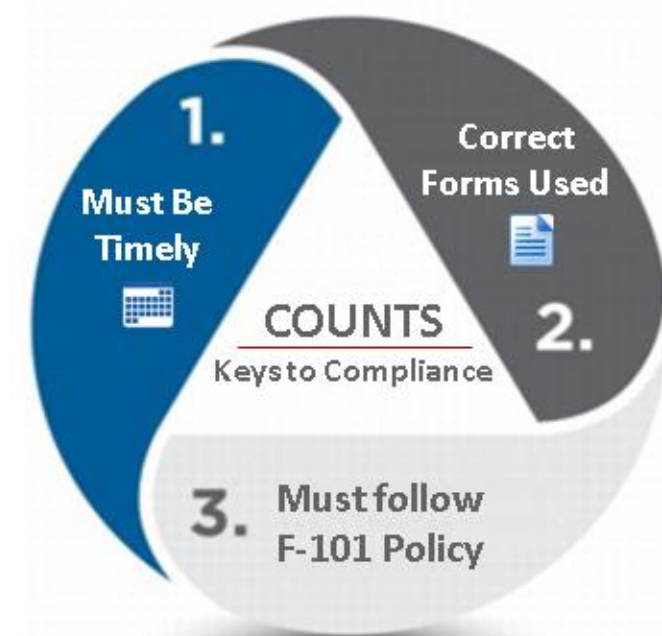 1.
Must Be
Timely
Correct
Forms Used
2.
COUNTS
Keys to Compliance
3.
Must follow
F-101 Policy